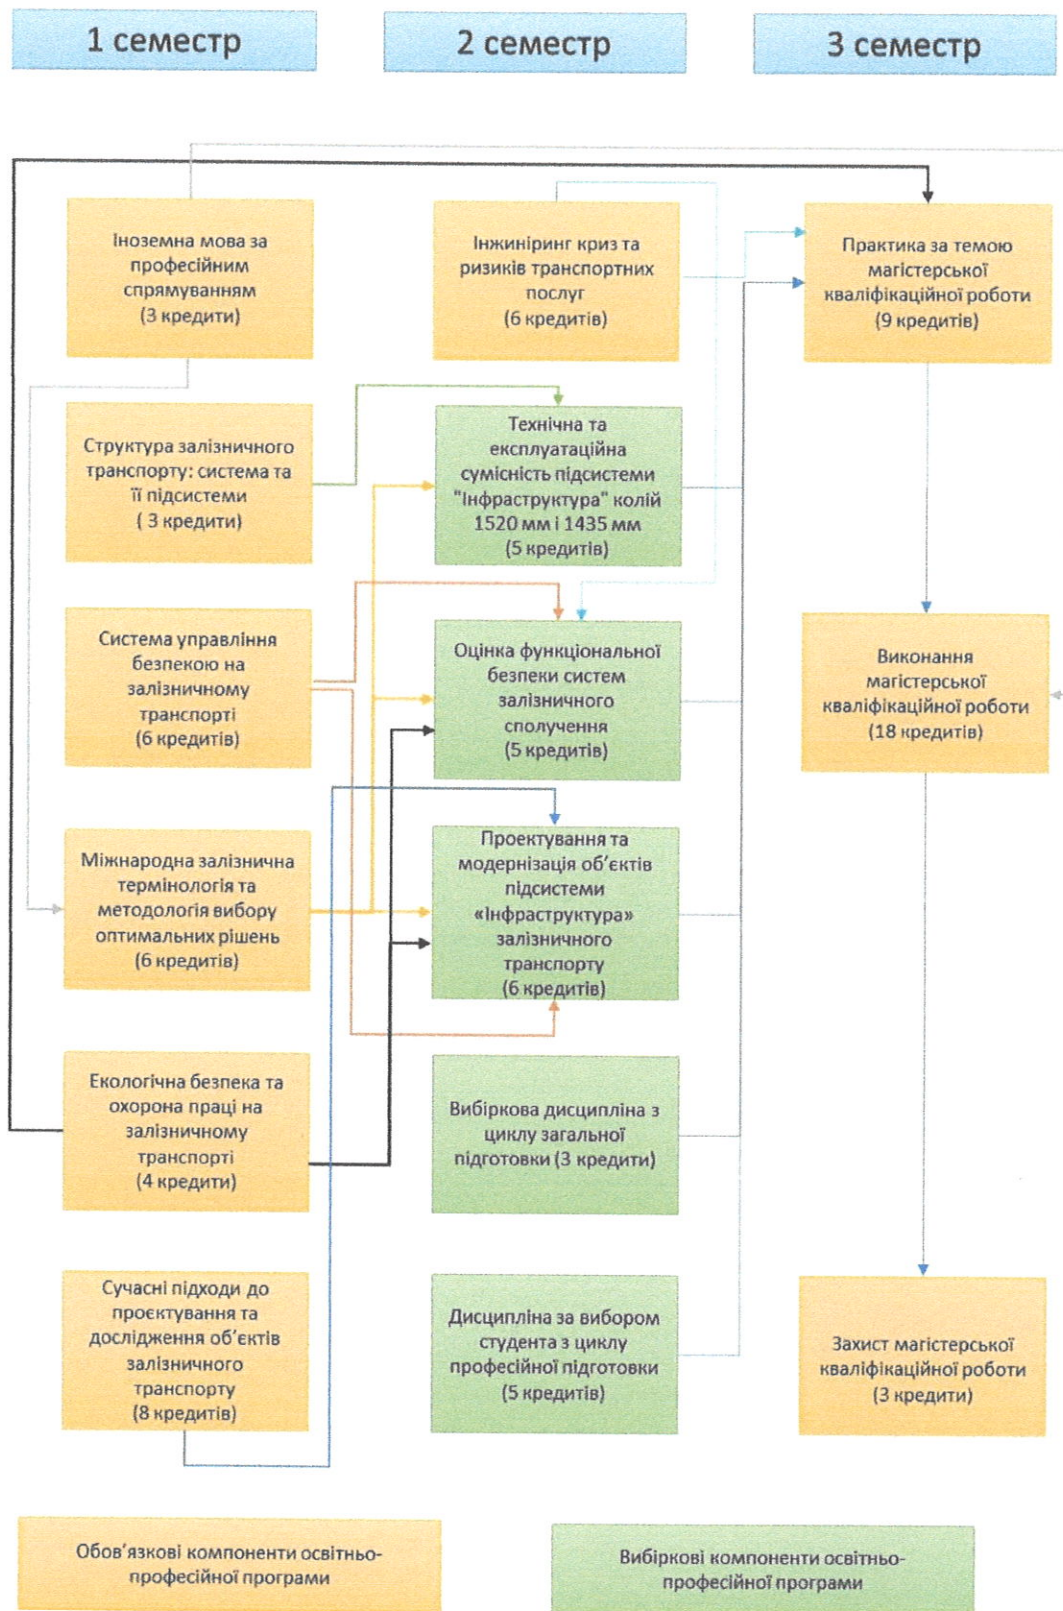 1 семестр
2 семестр
3 семестр
Іноземна мова за
професійним
спрямуванням
(3 кредити)
Інжиніринг криз та
ризиків транспортних
послуг
(6 кредитів)
Практика за темою
магістерської
кваліфікаційної роботи
(9 кредитів)
Структура залізничного
транспорту: система та
її підсистеми
( 3 кредити)
Технічна та
експлуатаційна
сумісність підсистеми
"Інфраструктура" колій
1520 мм і 1435 мм
(5 кредитів)
Система управління
безпекою на
залізничному
транспорті
(6 кредитів)
Оцінка функціональної
безпеки систем
залізничного
сполучення
(5 кредитів)
Виконання
магістерської
кваліфікаційної роботи
(18 кредитів)
Міжнародна залізнична
термінологія та
методологія вибору
оптимальних рішень
(6 кредитів)
Проектування та
модернізація об’єктів
підсистеми
«Інфраструктура»
залізничного
транспорту
(6 кредитів)
Екологічна безпека та
охорона праці на
залізничному
транспорті
(4 кредити)
Вибіркова дисципліна з
циклу загальної
підготовки (3 кредити)
Сучасні підходи до
проєктування та
дослідження об’єктів
залізничного
транспорту
(8 кредитів)
Дисципліна за вибором
студента з циклу
професійної підготовки
(5 кредитів)
Захист магістерської
кваліфікаційної роботи
(3 кредити)
Обов’язкові компоненти освітньо-
професійної програми
Вибіркові компоненти освітньо-
професійної програми